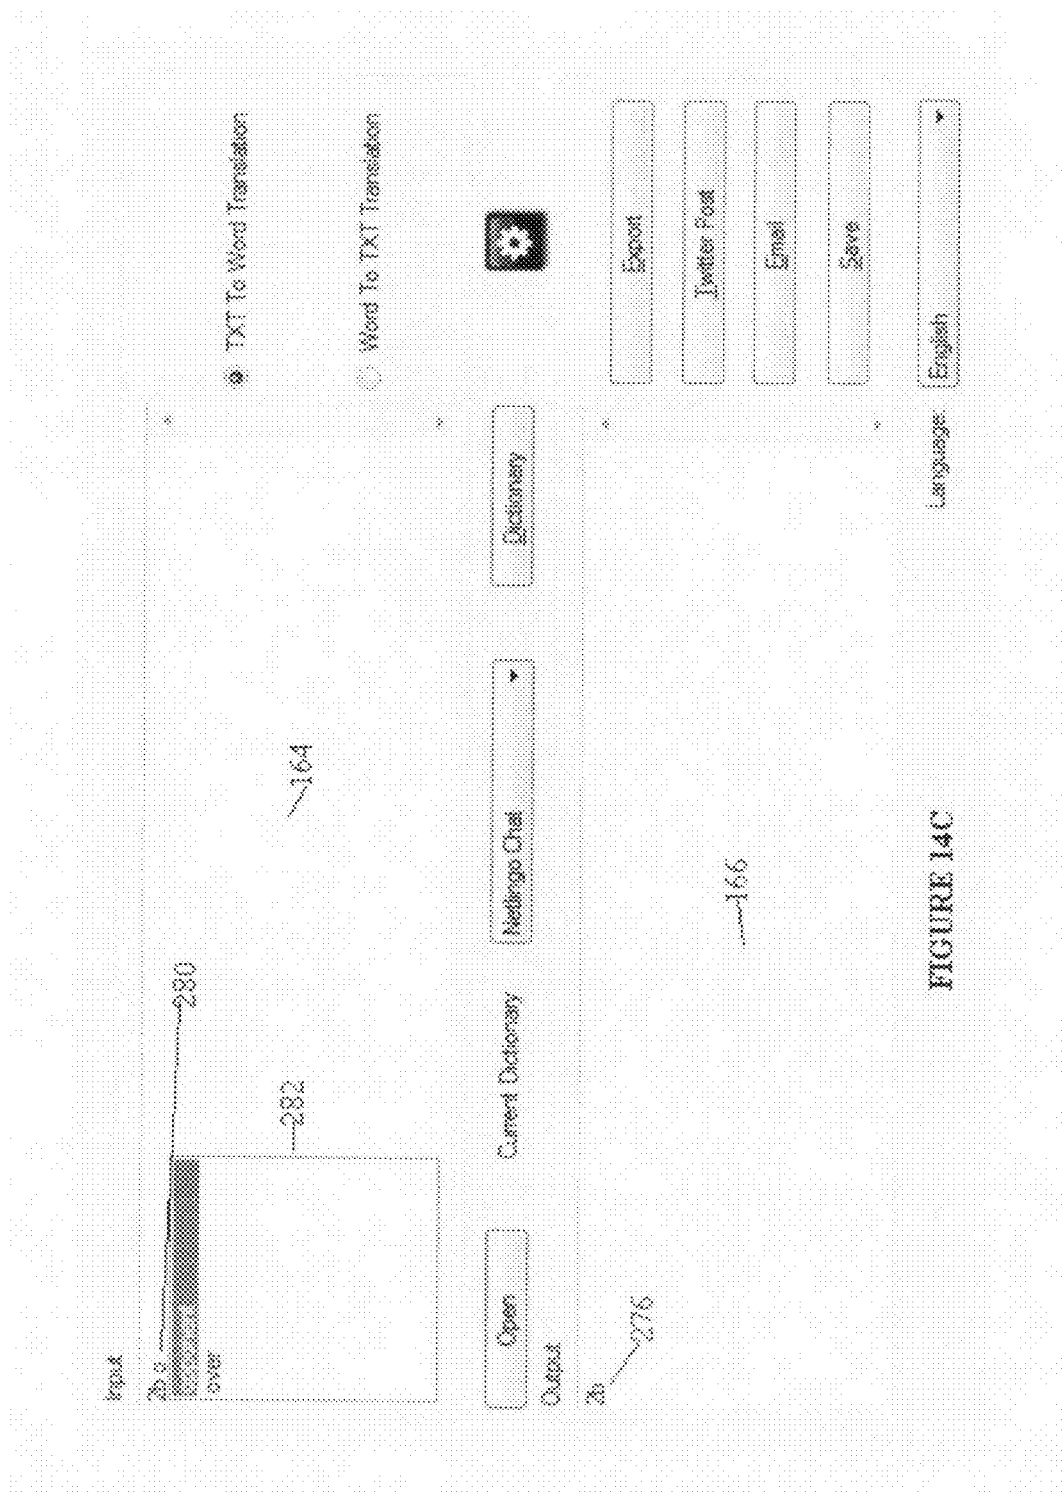 Input
2b o
280
over
282
164
TXT To Word Translation
Word To TXT Translation
Open
Current Dictionary
Netlingo Chat
Dictionary
Output
2b
276
166
Export
Twitter Post
Email
Save
Language:
English
FIGURE 14C